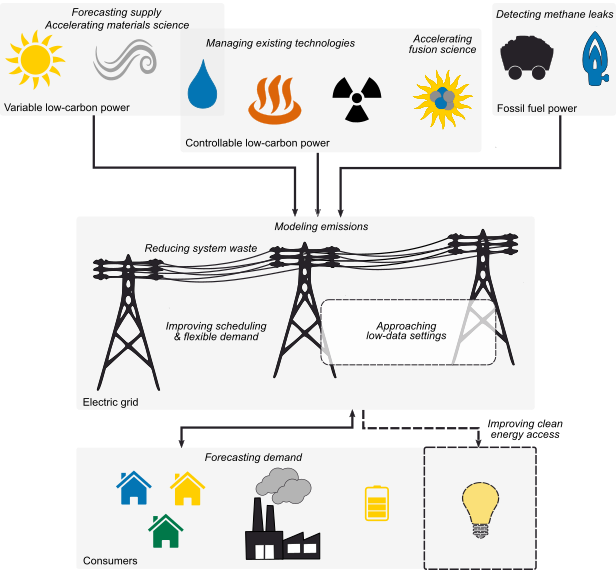 Forecasting supply
Accelerating materials science
Variable low-carbon power
Managing existing technologies
Accelerating
fusion science
Controllable low-carbon power
Detecting methane leaks
Fossil fuel power
Modeling emissions
Reducing system waste
Improving scheduling
& flexible demand
Approaching
low-data settings
Electric grid
Improving clean
energy access
Forecasting demand
Consumers